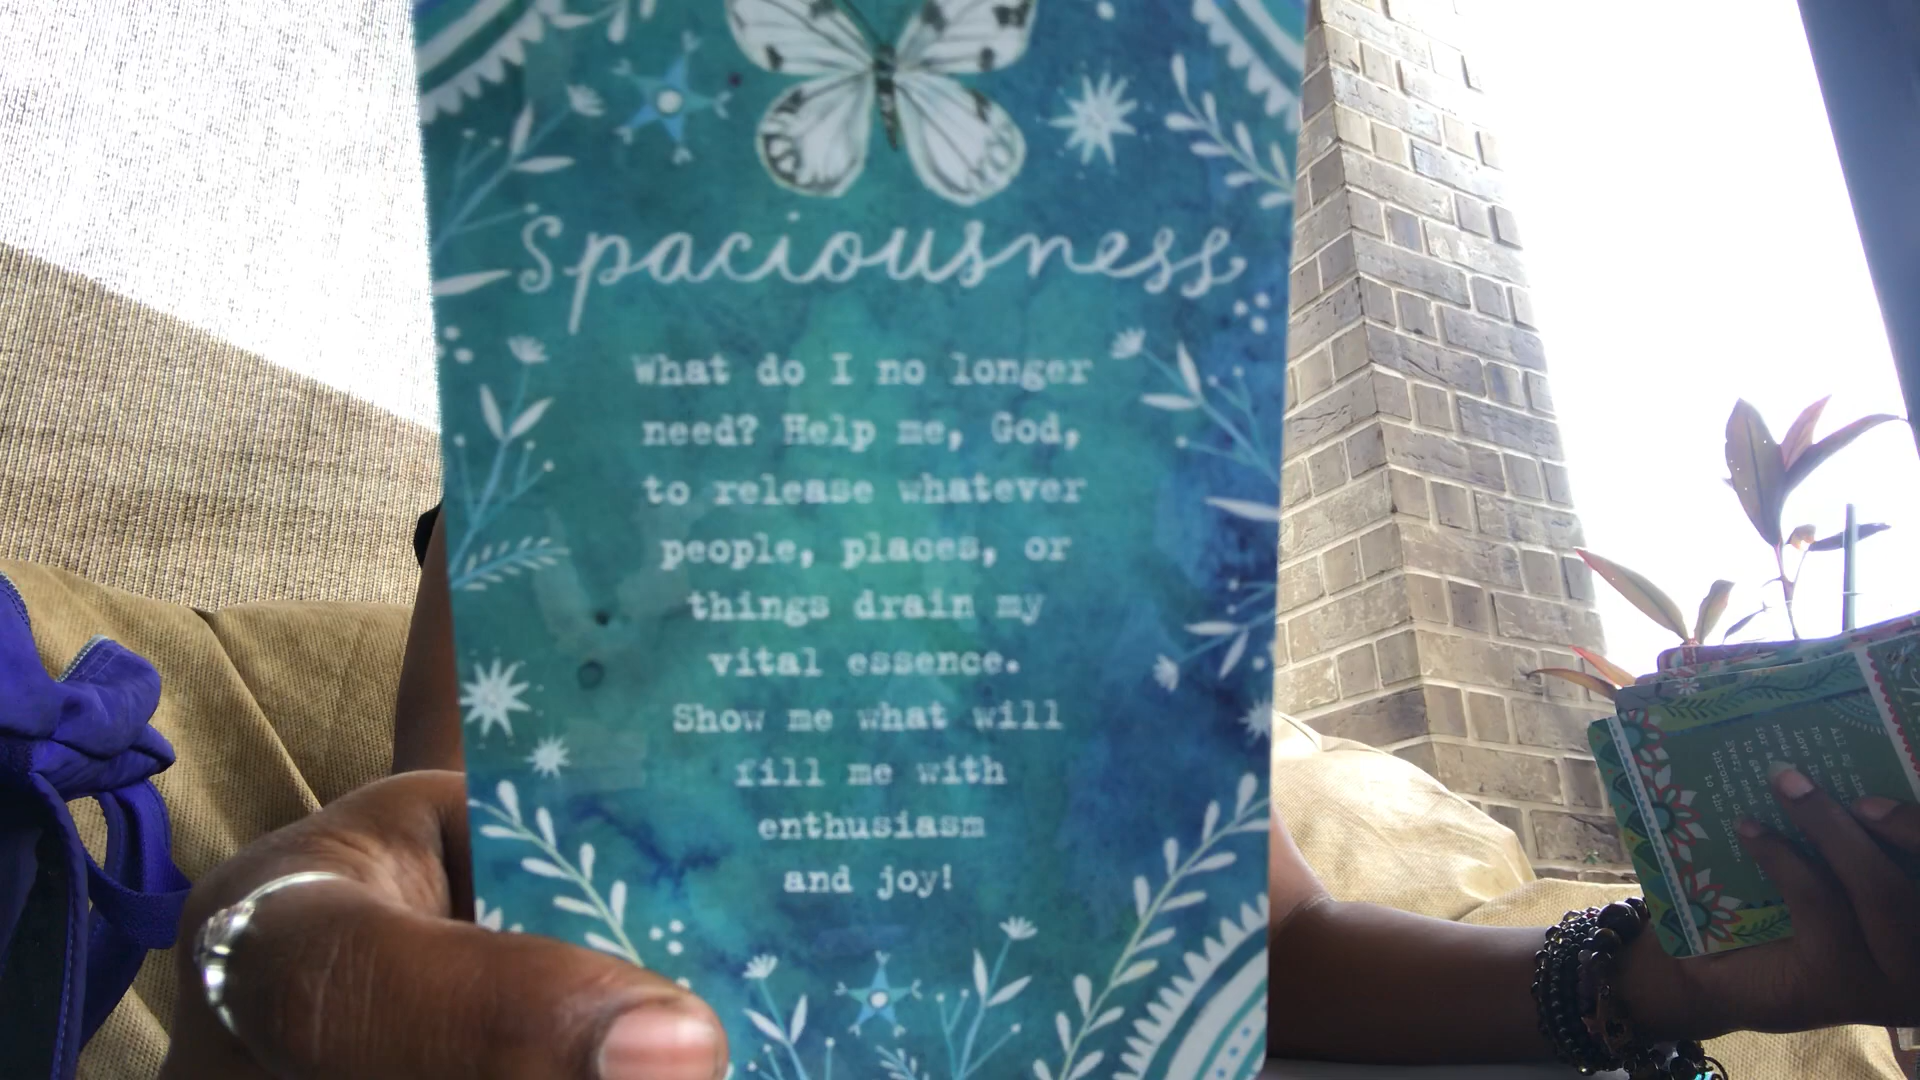 Spaciousness
What do I no longer
need? Help me, God,
to release whatever
people, places, or
things drain my
vital essence.
Show me what will
fill me with
enthusiasm
and joy!